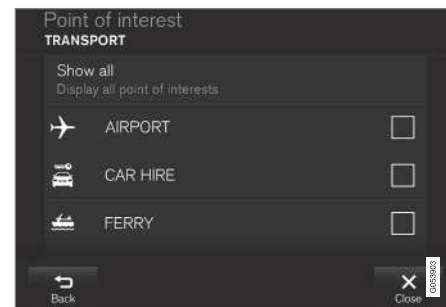 Point of interest
TRANSPORT
Show all
Display all point of interests
AIRPORT
CAR HIRE
FERRY
Back
Close
G053903